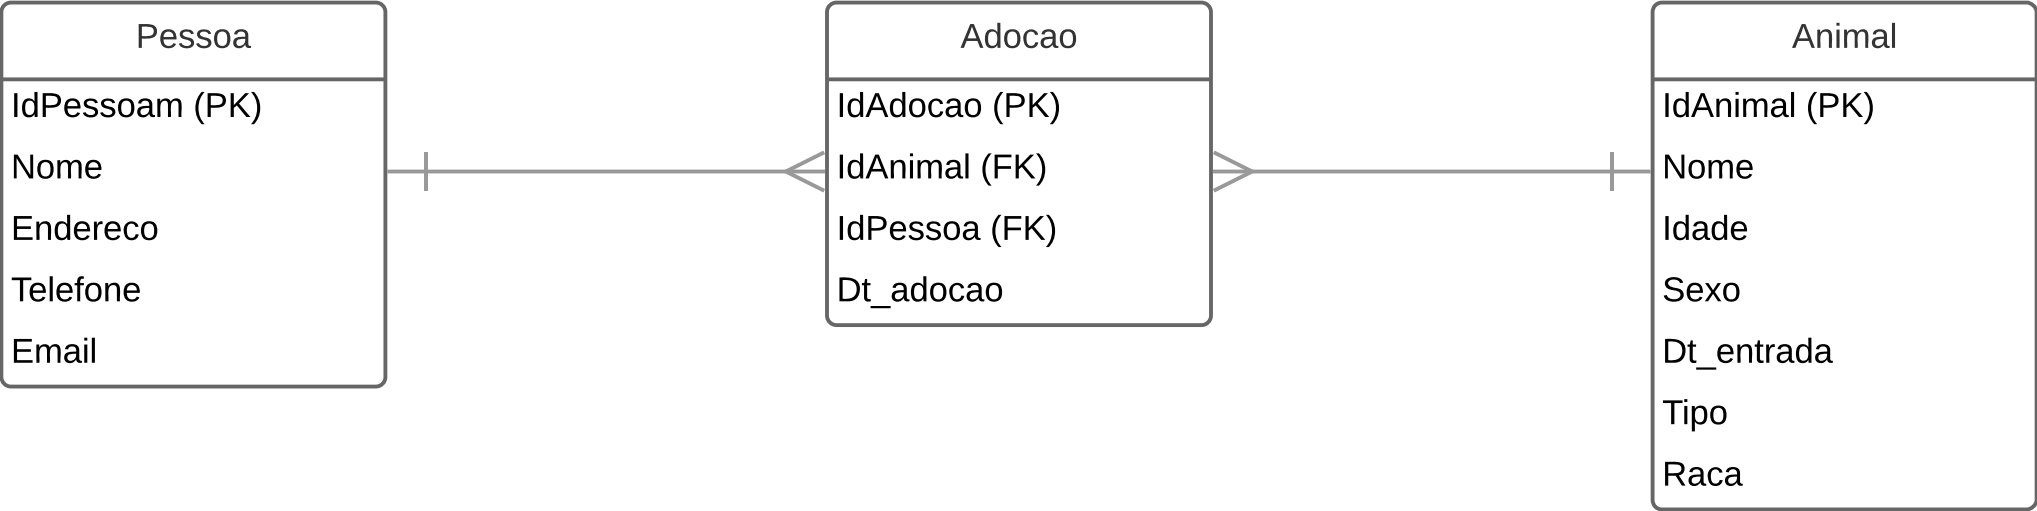 Pessoa
IdPessoam (PK)
Nome
Endereco
Telefone
Email
Adocao
IdAdocao (PK)
IdAnimal (FK)
IdPessoa (FK)
Dt_adocao
Animal
IdAnimal (PK)
Nome
Idade
Sexo
Dt_entrada
Tipo
Raca